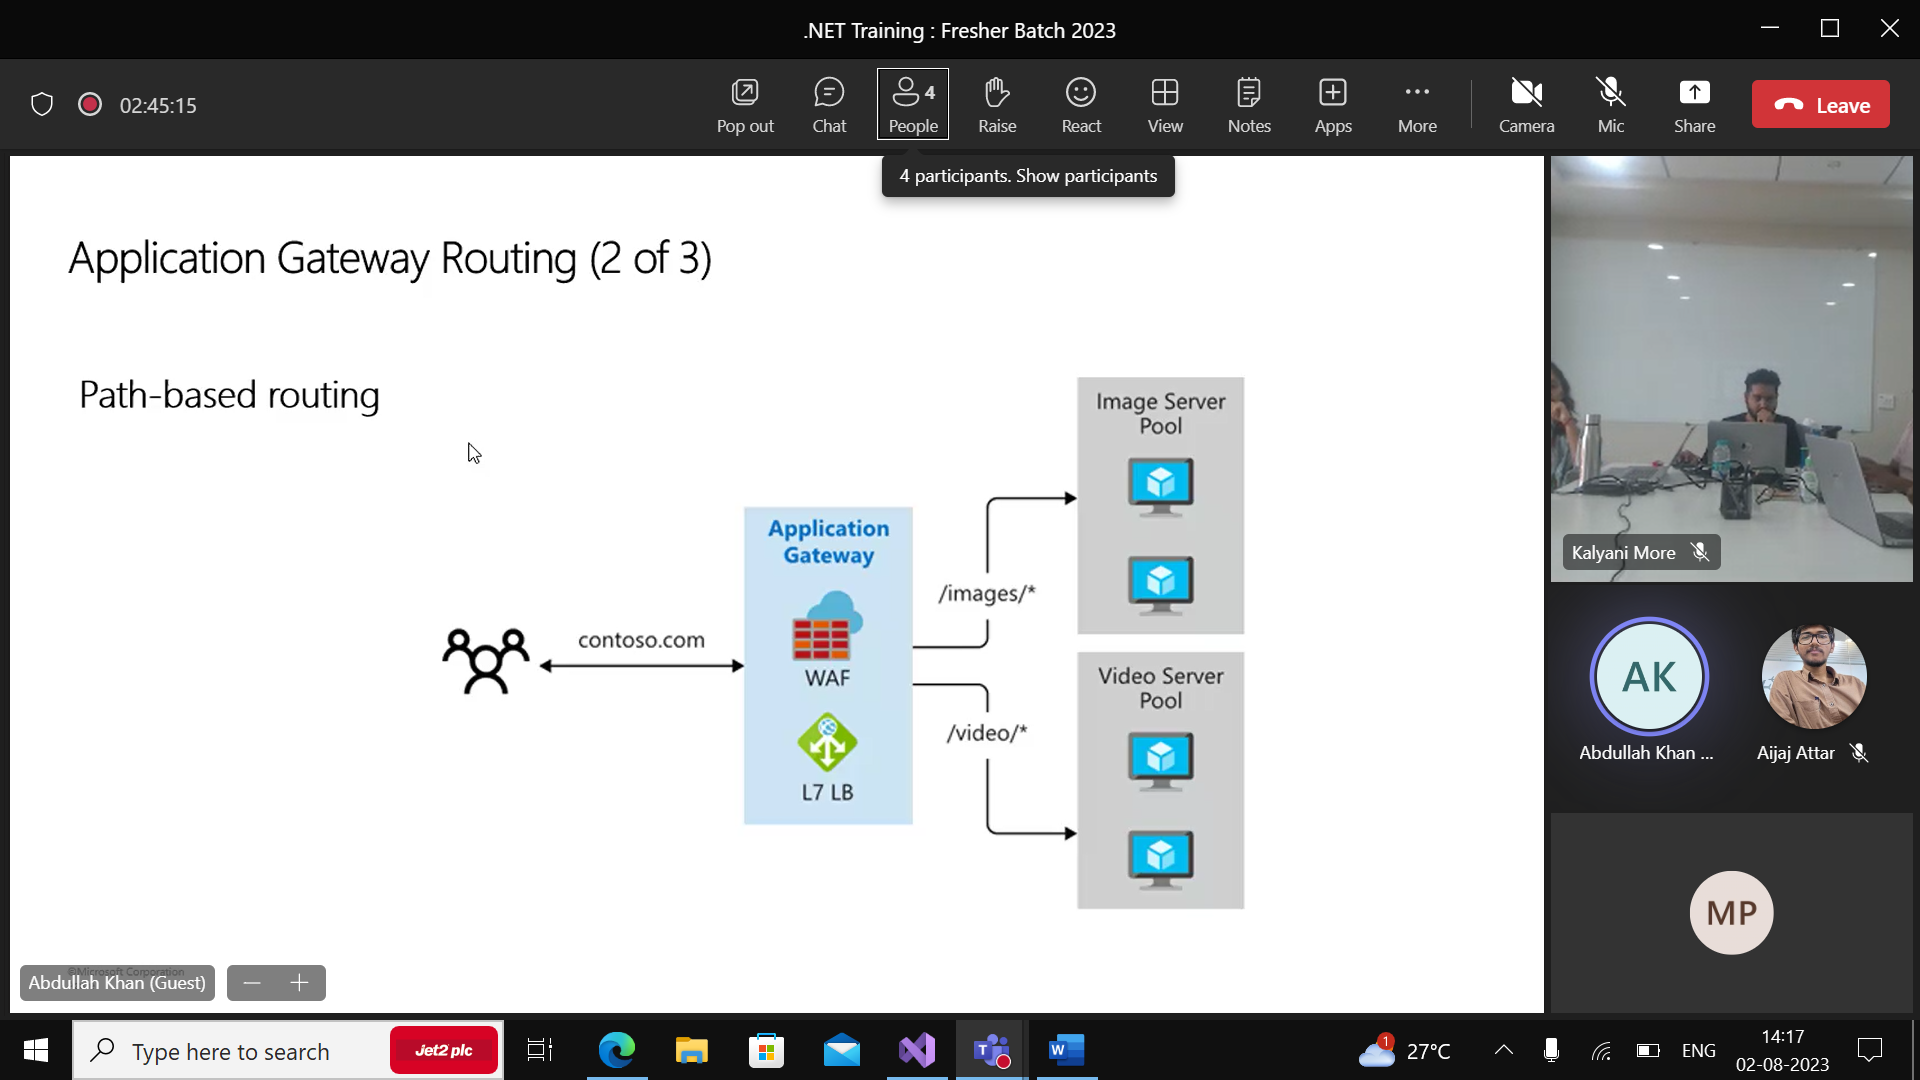 .NET Training : Fresher Batch 2023
02:45:15
Pop out
Chat
4
People
Raise
React
View
Notes
Apps
More
Camera
Mic
Share
Leave
4 participants. Show participants
Application Gateway Routing (2 of 3)
Path-based routing
contoso.com
Application
Gateway
WAF
L7 LB
/images/*
/video/*
Image Server
Pool
Video Server
Pool
©Microsoft Corporation
Abdullah Khan (Guest)
Kalyani More
AK
Abdullah Khan ...
Aijaj Attar
MP
Type here to search
Jet2 plc
T
W
1
27°C
ENG
14:17
02-08-2023